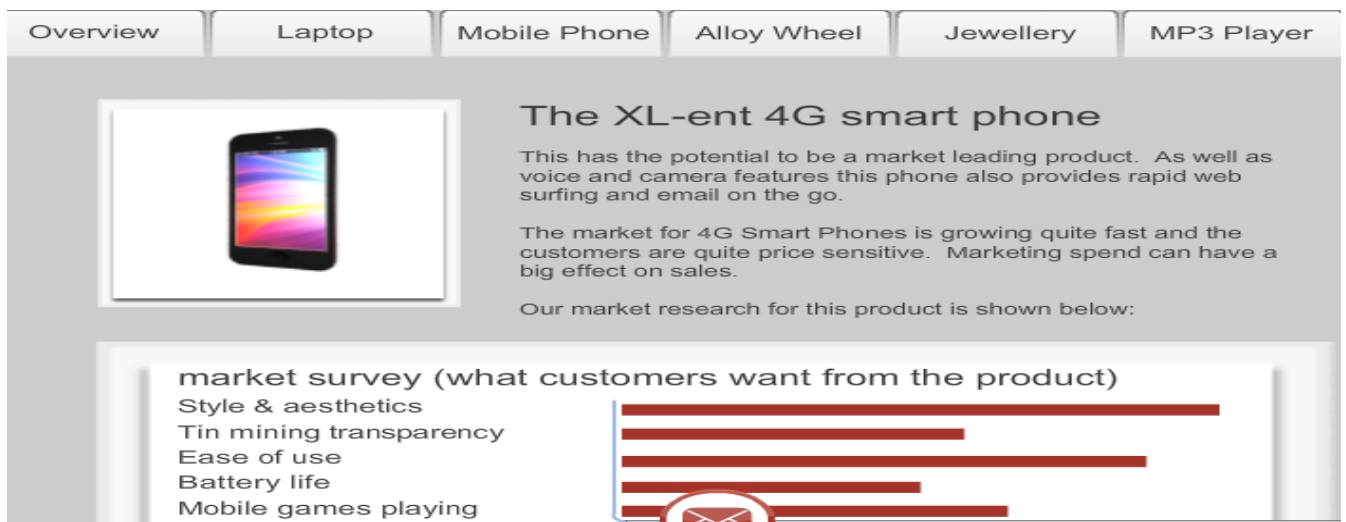 Overview Laptop Mobile Phone Alloy Wheel Jewellery MP3 Player
The XL-ent 4G smart phone
This has the potential to be a market leading product. As well as
voice and camera features this phone also provides rapid web
surfing and email on the go.
The market for 4G Smart Phones is growing quite fast and the
customers are quite price sensitive. Marketing spend can have a
big effect on sales.
Our market research for this product is shown below:
market survey (what customers want from the product)
Style & aesthetics
Tin mining transparency
Ease of use
Battery life
Mobile games playing